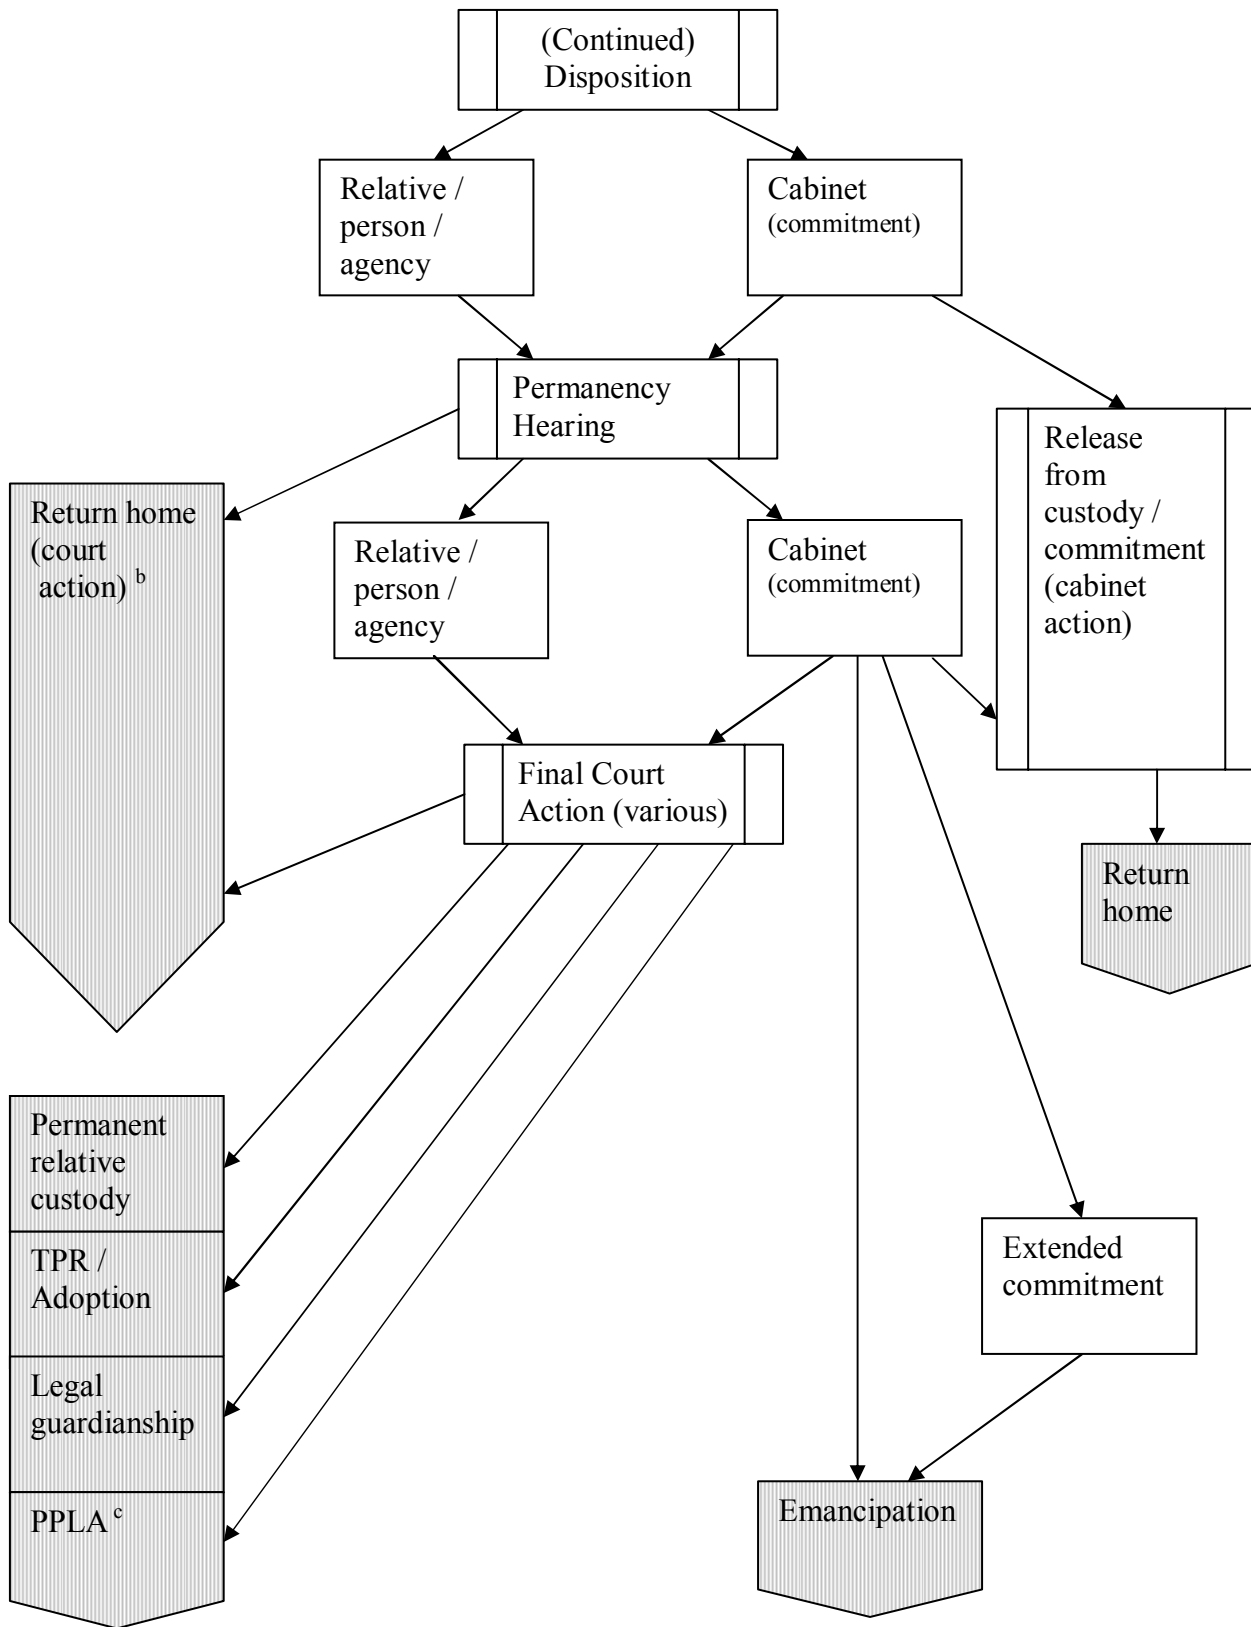 (Continued)
Disposition
Relative /
person /
agency
Cabinet
(commitment)
Permanency
Hearing
Release
from
custody /
commitment
(cabinet
action)
Return home
(court
action) b
Relative /
person /
agency
Cabinet
(commitment)
Final Court
Action (various)
Return
home
Permanent
relative
custody
TPR /
Adoption
Legal
guardianship
PPLA c
Extended
commitment
Emancipation